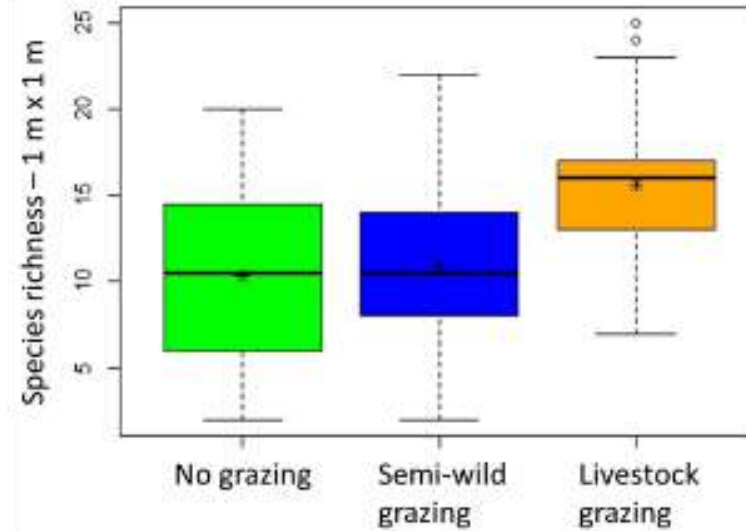 Species richness – 1 m x 1 m
25
20
15
10
5
No grazing
Semi-wild
grazing
Livestock
grazing